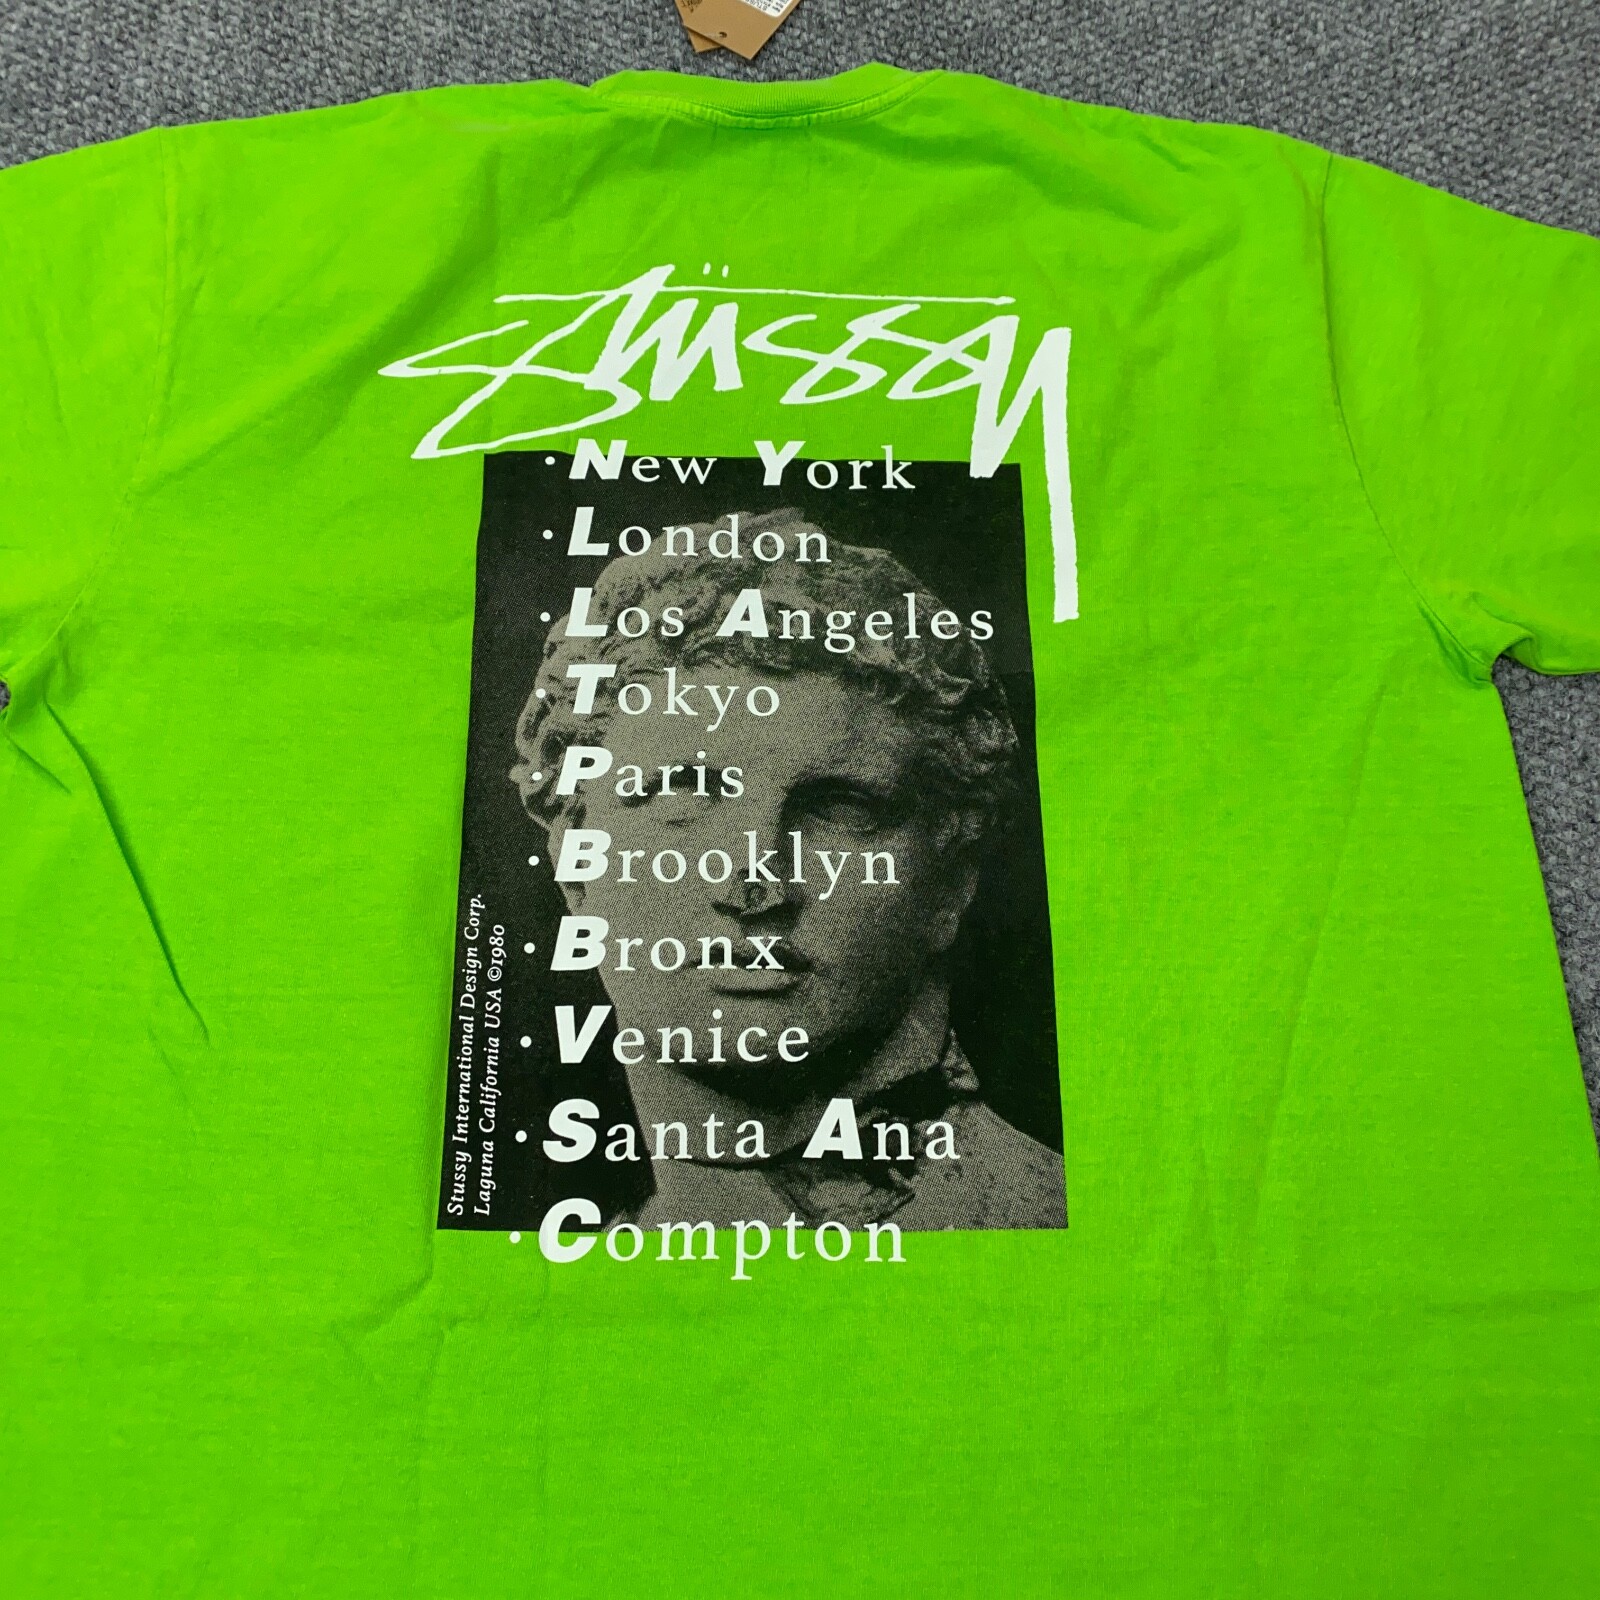 Stüssy
· New York
· London
· Los Angeles
· Tokyo
· Paris
· Brooklyn
· Bronx
· Venice
· Santa Ana
· Compton
Stussy International Design Corp.
Laguna California USA ©1980